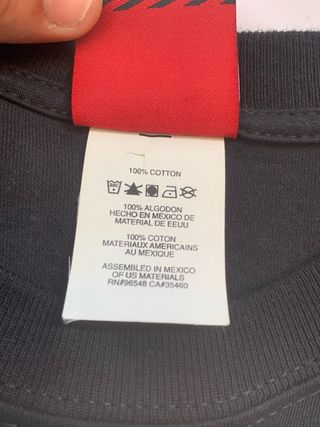 100% COTTON
100% ALGODON
HECHO EN MEXICO DE
MATERIAL DE EEUU
100% COTON
MATERIAUX AMERICAINS
AU MEXIQUE
ASSEMBLED IN MEXICO
OF US MATERIALS
RN#96548 CA#35460